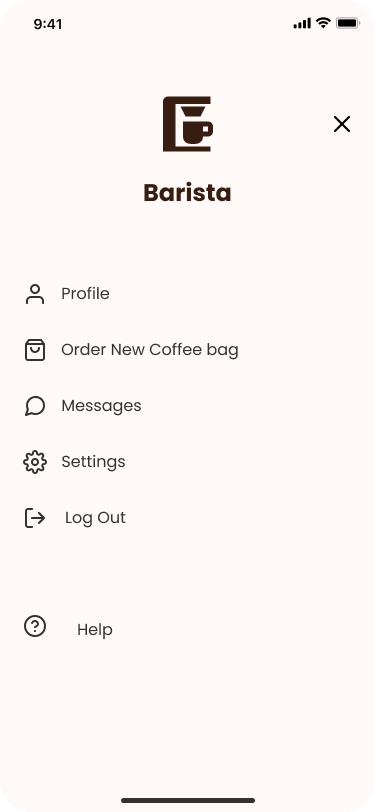 9:41
Barista
Profile
Order New Coffee bag
Messages
Settings
Log Out
Help